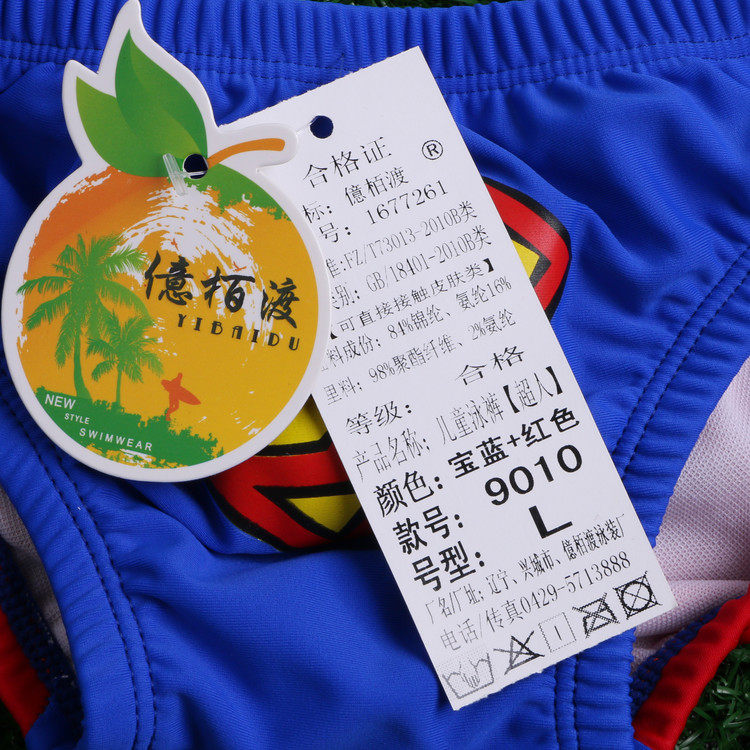 億栢渡
YIBAIDU
NEW
STYLE
SWIMWEAR
合格证
®
标：億栢渡
号：1677261
准:FZ/T73013-2010B类
类别：GB/18401-2010B类
【可直接接触皮肤类】
料成份：84%锦纶、氨纶16%
里料：98%聚酯纤维、2%氨纶
等级： 合格
产品名称：儿童泳裤【超人】
颜色：宝蓝+红色
款号：9010
号型：L
厂名/厂址：辽宁、兴城市、億栢渡泳装厂
电话/传真0429-5713888